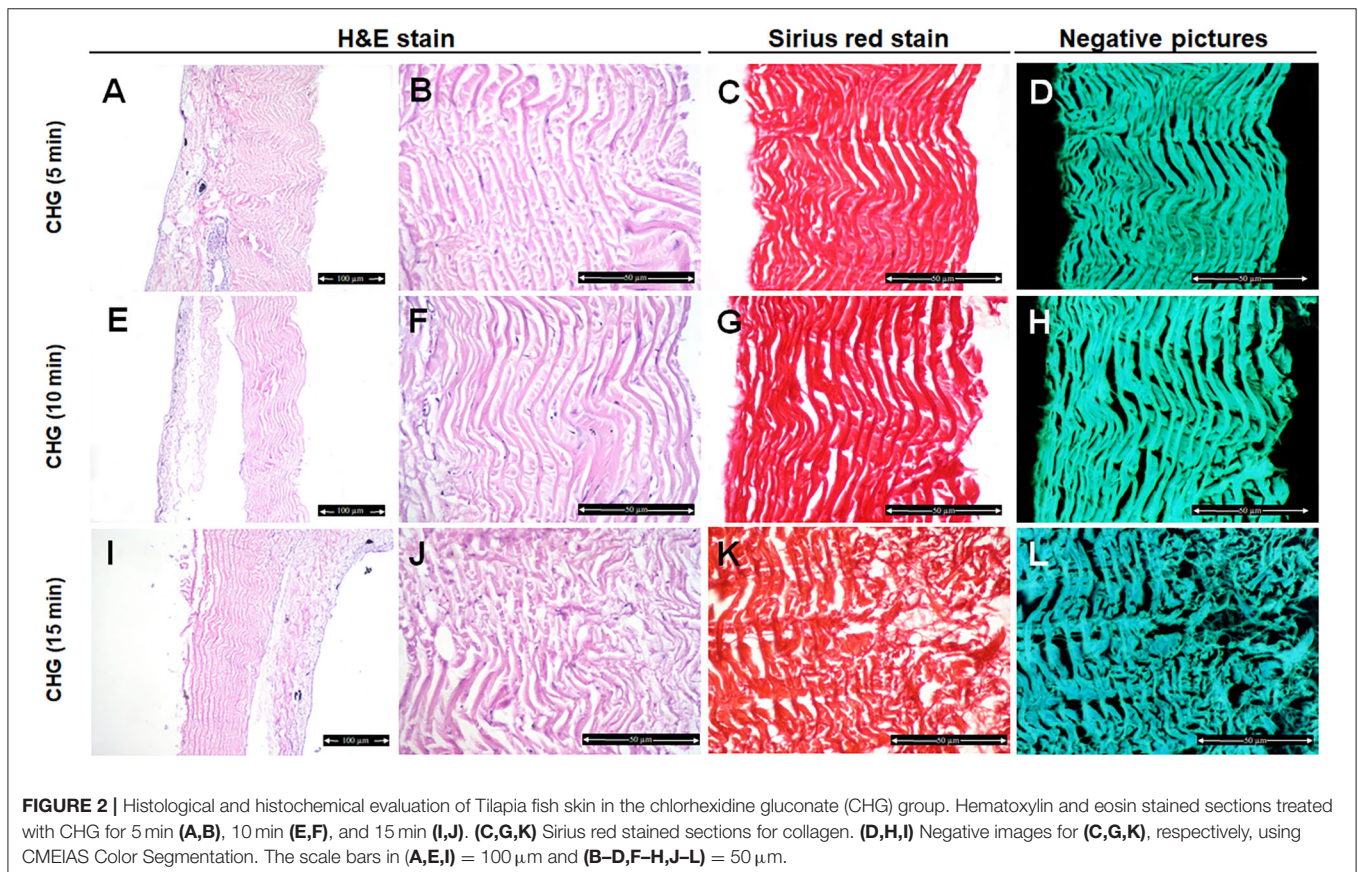 H&E stain Sirius red stain Negative pictures
CHG (5 min)
A B C D
100 µm 50 µm 50 µm 50 µm
CHG (10 min)
E F G H
100 µm 50 µm 50 µm 50 µm
CHG (15 min)
I J K L
100 µm 50 µm 50 µm 50 µm
FIGURE 2 | Histological and histochemical evaluation of Tilapia fish skin in the chlorhexidine gluconate (CHG) group. Hematoxylin and eosin stained sections treated
with CHG for 5 min (A,B), 10 min (E,F), and 15 min (I,J). (C,G,K) Sirius red stained sections for collagen. (D,H,I) Negative images for (C,G,K), respectively, using
CMEIAS Color Segmentation. The scale bars in (A,E,I) = 100 µm and (B–D,F–H,J–L) = 50 µm.